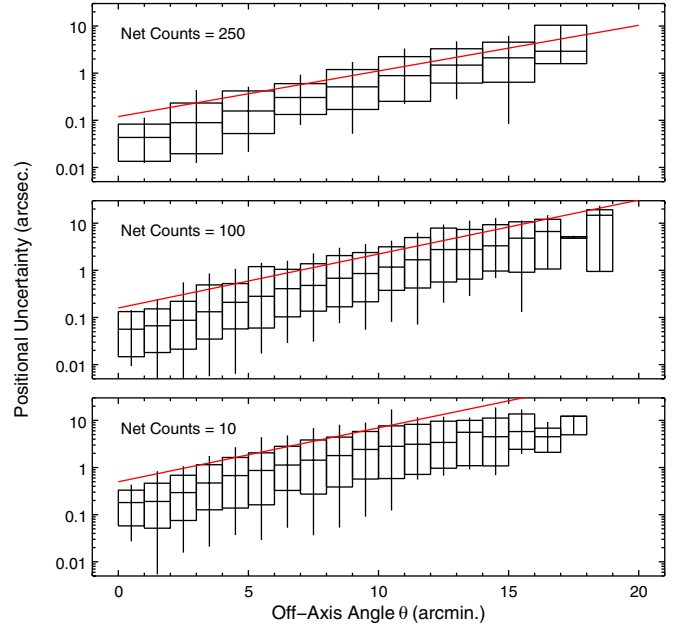 Positional Uncertainty (arcsec.)
Net Counts = 250
10
1
0.1
0.01
Net Counts = 100
10
1
0.1
0.01
Net Counts = 10
10
1
0.1
0.01
0 5 10 15 20
Off−Axis Angle θ (arcmin.)